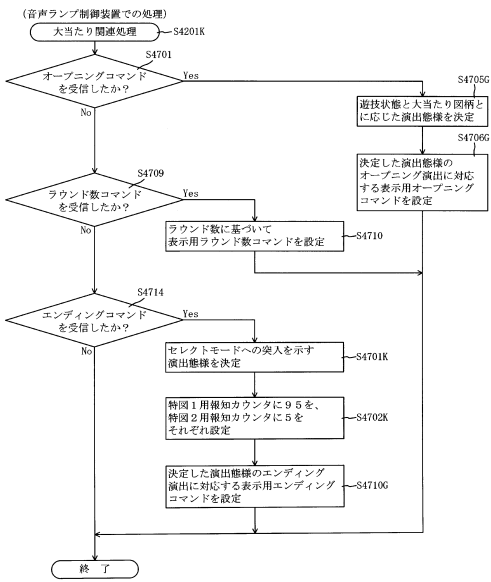 (音声ランプ制御装置での処理)
大当たり関連処理
S4201K
S4701
オープニングコマンド
を受信したか？
Yes
No
S4705G
遊技状態と大当たり図柄と
に応じた演出態様を決定
S4706G
決定した演出態様の
オープニング演出に対応
する表示用オープニング
コマンドを設定
S4709
ラウンド数コマンド
を受信したか？
Yes
No
ラウンド数に基づいて
表示用ラウンド数コマンドを設定
S4710
S4714
エンディングコマンド
を受信したか？
Yes
No
セレクトモードへの突入を示す
演出態様を決定
S4701K
特図１用報知カウンタに９５を、
特図２用報知カウンタに５を
それぞれ設定
S4702K
決定した演出態様のエンディング
演出に対応する表示用エンディング
コマンドを設定
S4710G
終 了